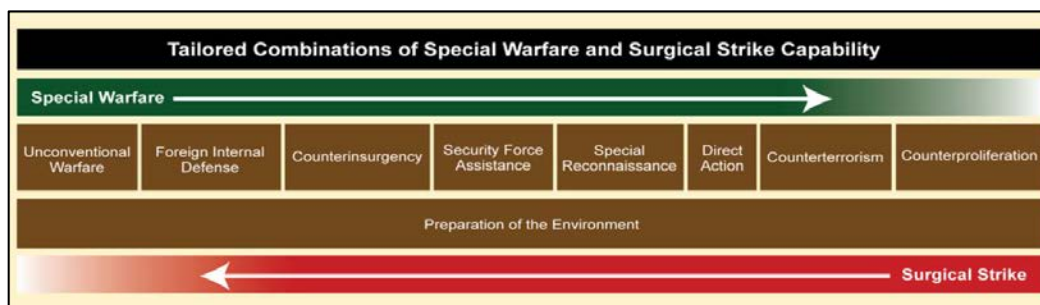 Tailored Combinations of Special Warfare and Surgical Strike Capability
Special Warfare
Unconventional
Warfare
Foreign Internal
Defense
Counterinsurgency
Security Force
Assistance
Special
Reconnaissance
Direct
Action
Counterterrorism
Counterproliferation
Preparation of the Environment
Surgical Strike